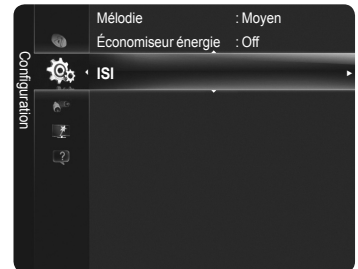 Configuration
Mélodie : Moyen
Économiseur énergie : Off
ISI